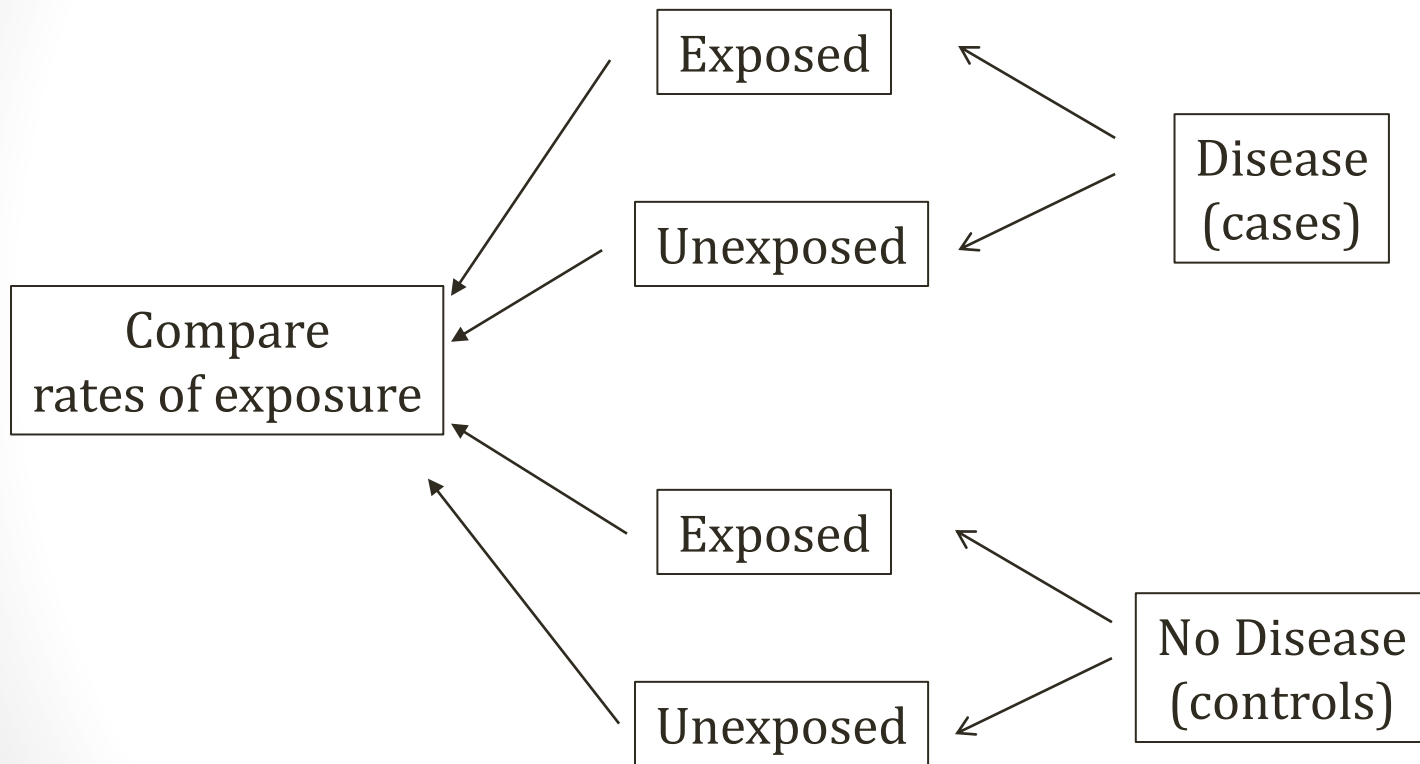 Exposed
Disease
(cases)
Unexposed
Compare
rates of exposure
Exposed
No Disease
(controls)
Unexposed